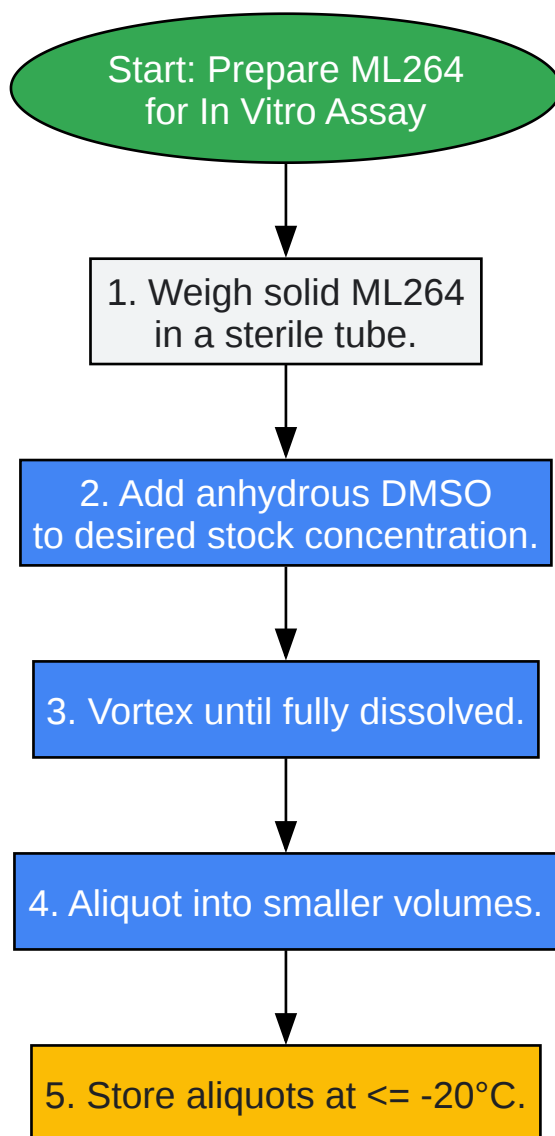 Start: Prepare ML264
for In Vitro Assay
1. Weigh solid ML264
in a sterile tube.
2. Add anhydrous DMSO
to desired stock concentration.
3. Vortex until fully dissolved.
4. Aliquot into smaller volumes.
5. Store aliquots at <= -20°C.